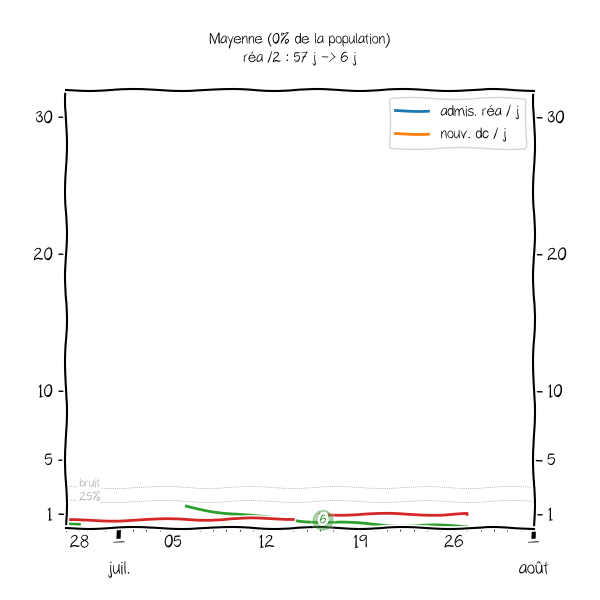 Mayenne (0% de la population)
réa /2 : 57 j -> 6 j
admis. réa / j
nouv. dc / j
30 30
20 20
10 10
5 5
bruit
25%
1 6 1
28 05 12 19 26
juil. août